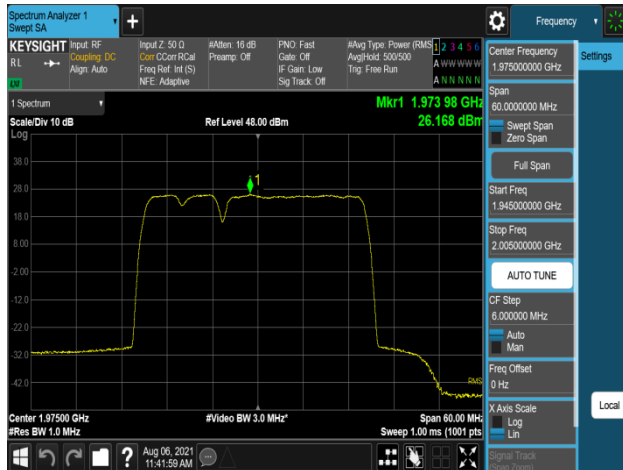 Spectrum Analyzer 1
Swept SA
Frequency
KEYSIGHT
RL
Input: RF
Coupling: DC
Align: Auto
Input Z: 50 Ω
Corr CCorr RCal
Freq Ref: Int (S)
NFE: Adaptive
#Atten: 16 dB
Preamp: Off
PNO: Fast
Gate: Off
IF Gain: Low
Sig Track: Off
#Avg Type: Power (RMS
Avg|Hold: 500/500
Trig: Free Run
1 2 3 4 5 6
A W W W W W
A N N N N N
1 Spectrum
Scale/Div 10 dB
Ref Level 48.00 dBm
Mkr1 1.973 98 GHz
26.168 dBm
Log
38.0
28.0
18.0
8.00
-2.00
-12.0
-22.0
-32.0
-42.0
1
RMS
Center 1.97500 GHz
#Res BW 1.0 MHz
#Video BW 3.0 MHz*
Span 60.00 MHz
Sweep 1.00 ms (1001 pts
Aug 06, 2021
11:41:59 AM
?
Center Frequency
1.975000000 GHz
Settings
Span
60.0000000 MHz
Swept Span
Zero Span
Full Span
Start Freq
1.945000000 GHz
Stop Freq
2.005000000 GHz
AUTO TUNE
CF Step
6.000000 MHz
Auto
Man
Freq Offset
0 Hz
X Axis Scale
Log
Lin
Local
Signal Track
(Span Zoom)